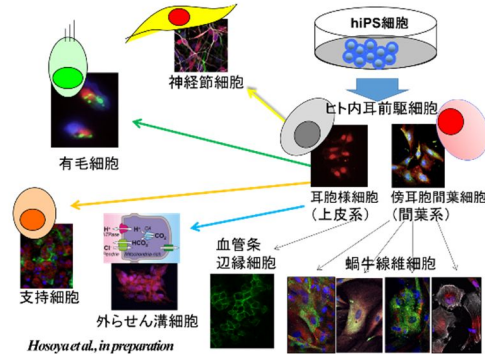 hiPS細胞
神経節細胞
ヒト内耳前駆細胞
有毛細胞
耳胞様細胞
(上皮系)
傍耳胞間葉細胞
(間葉系)
H⁺
H⁺
CO₂
HCO₃⁻
Cl⁻
血管条
辺縁細胞
蝸牛線維細胞
支持細胞
外らせん溝細胞
Hosoya et al., in preparation